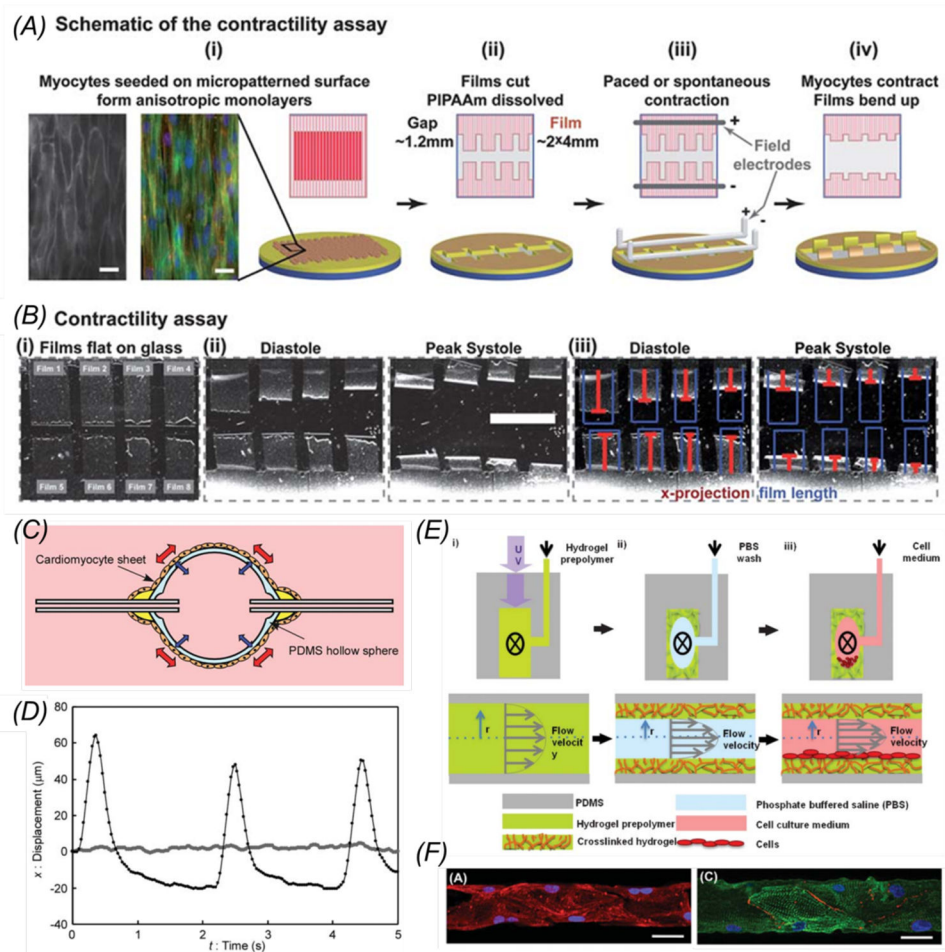 (A) Schematic of the contractility assay
(i)
Myocytes seeded on micropatterned surface
form anisotropic monolayers
(ii)
Films cut
PIPAAm dissolved
Gap
~1.2mm
Film
~2x4mm
(iii)
Paced or spontaneous
contraction
+
Field
electrodes
-
+
-
(iv)
Myocytes contract
Films bend up
(B) Contractility assay
(i) Films flat on glass
Film 1 Film 2 Film 3 Film 4
Film 5 Film 6 Film 7 Film 8
(ii) Diastole
Peak Systole
(iii) Diastole
Peak Systole
x-projection
film length
(C)
Cardiomyocyte sheet
PDMS hollow sphere
(D)
x : Displacement (μm)
80
60
40
20
0
-20
-40
0 1 2 3 4 5
t : Time (s)
(E)
i)
U
V
Hydrogel
prepolymer
ii)
PBS
wash
iii)
Cell
medium
r
Flow
velocit
y
r
Flow
velocity
r
Flow
velocity
PDMS
Hydrogel prepolymer
Crosslinked hydrogel
Phosphate buffered saline (PBS)
Cell culture medium
Cells
(F)
(A)
(C)